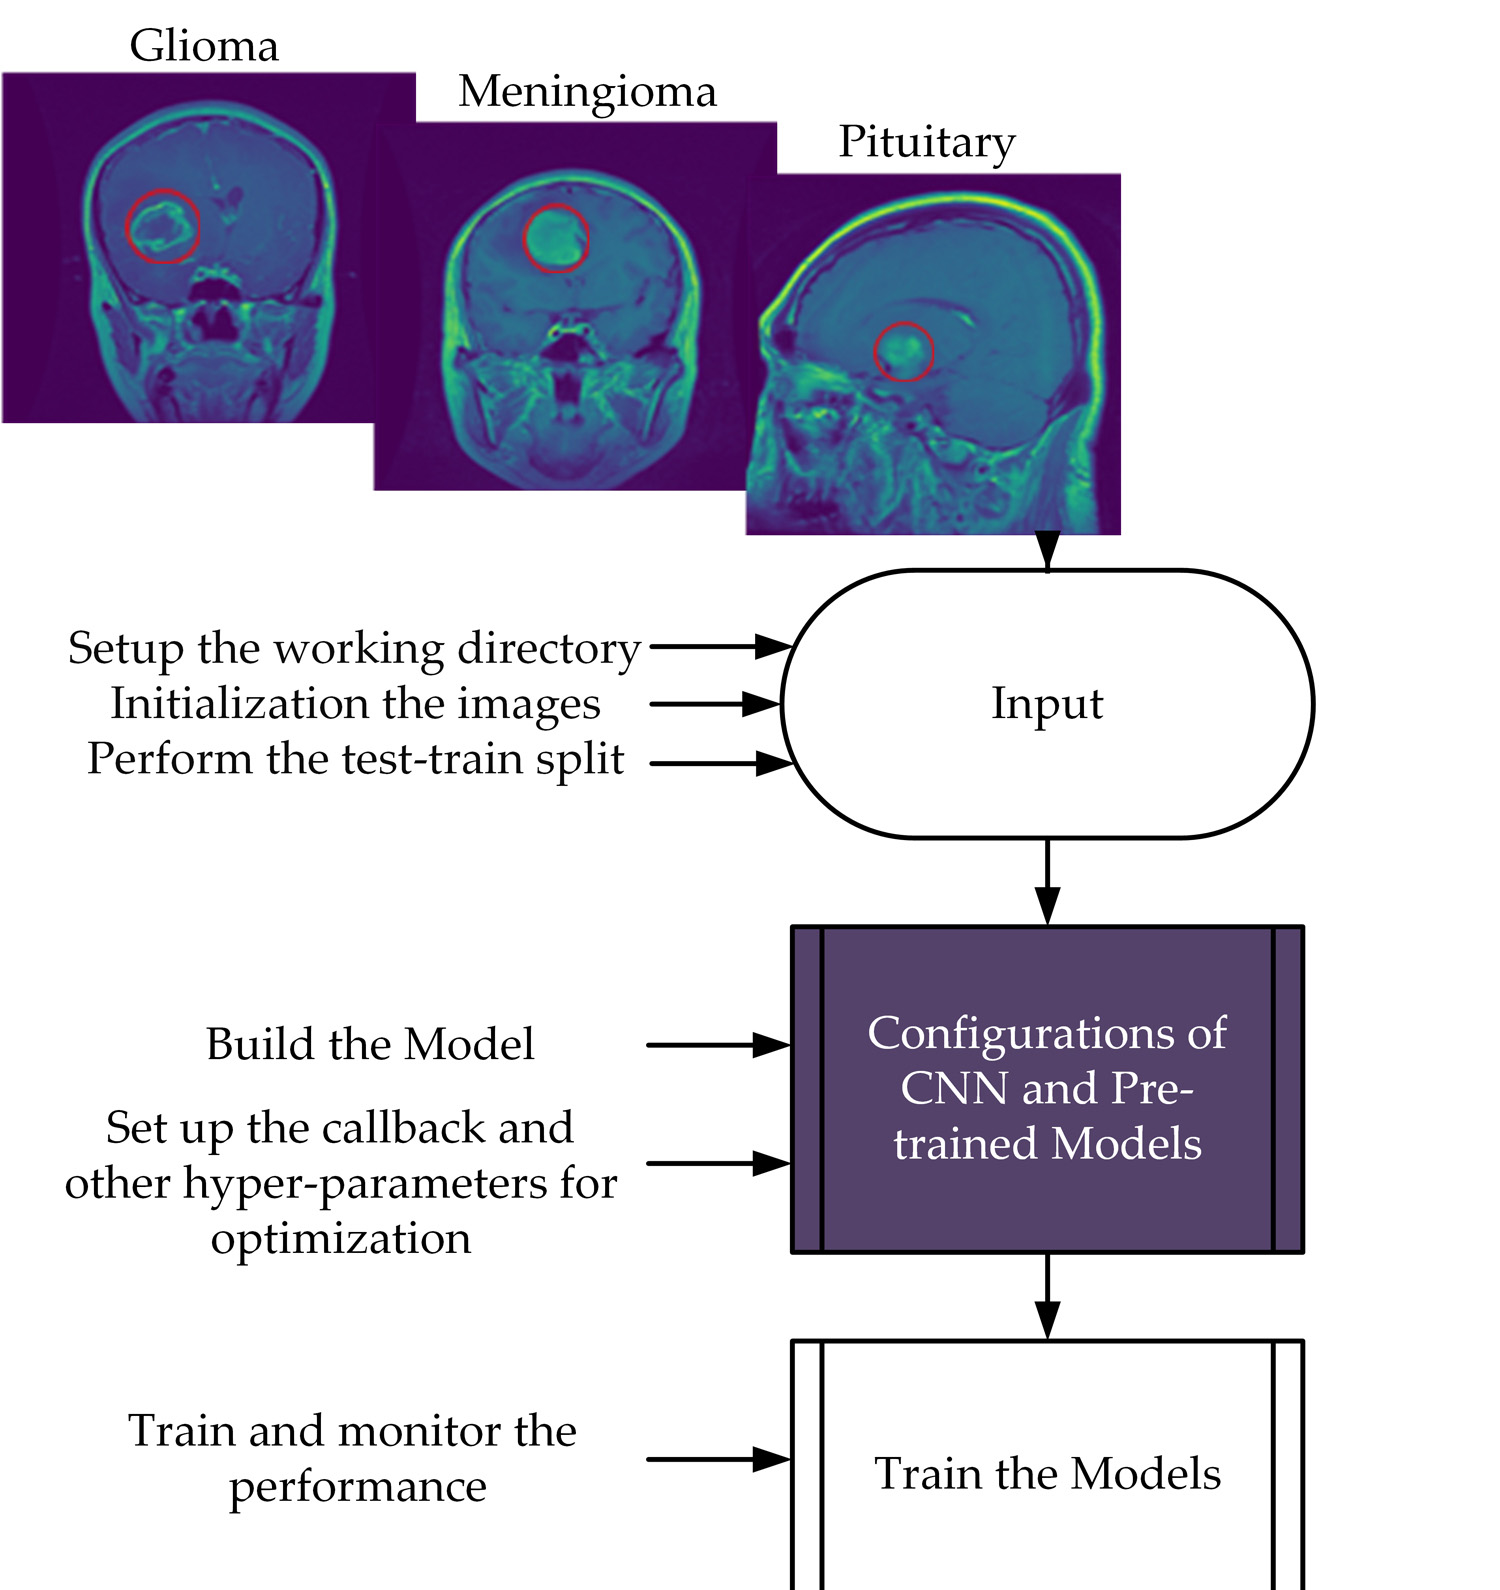 Glioma
Meningioma
Pituitary
Setup the working directory
Initialization the images
Perform the test-train split
Input
Build the Model
Set up the callback and
other hyper-parameters for
optimization
Configurations of
CNN and Pre-
trained Models
Train and monitor the
performance
Train the Models